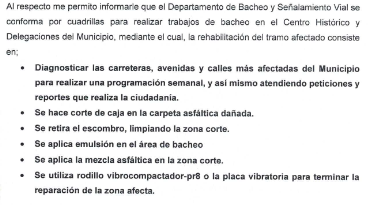 Al respecto me permito informarle que el Departamento de Bacheo y Señalamiento Vial se
conforma por cuadrillas para realizar trabajos de bacheo en el Centro Histórico y
Delegaciones del Municipio, mediante el cual, la rehabilitación del tramo afectado consiste
en;
• Diagnosticar las carreteras, avenidas y calles más afectadas del Municipio
para realizar una programación semanal, y así mismo atendiendo peticiones y
reportes que realiza la ciudadanía.
• Se hace corte de caja en la carpeta asfáltica dañada.
• Se retira el escombro, limpiando la zona corte.
• Se aplica emulsión en el área de bacheo
• Se aplica la mezcla asfáltica en la zona corte.
• Se utiliza rodillo vibrocompactador-pr8 o la placa vibratoria para terminar la
reparación de la zona afecta.